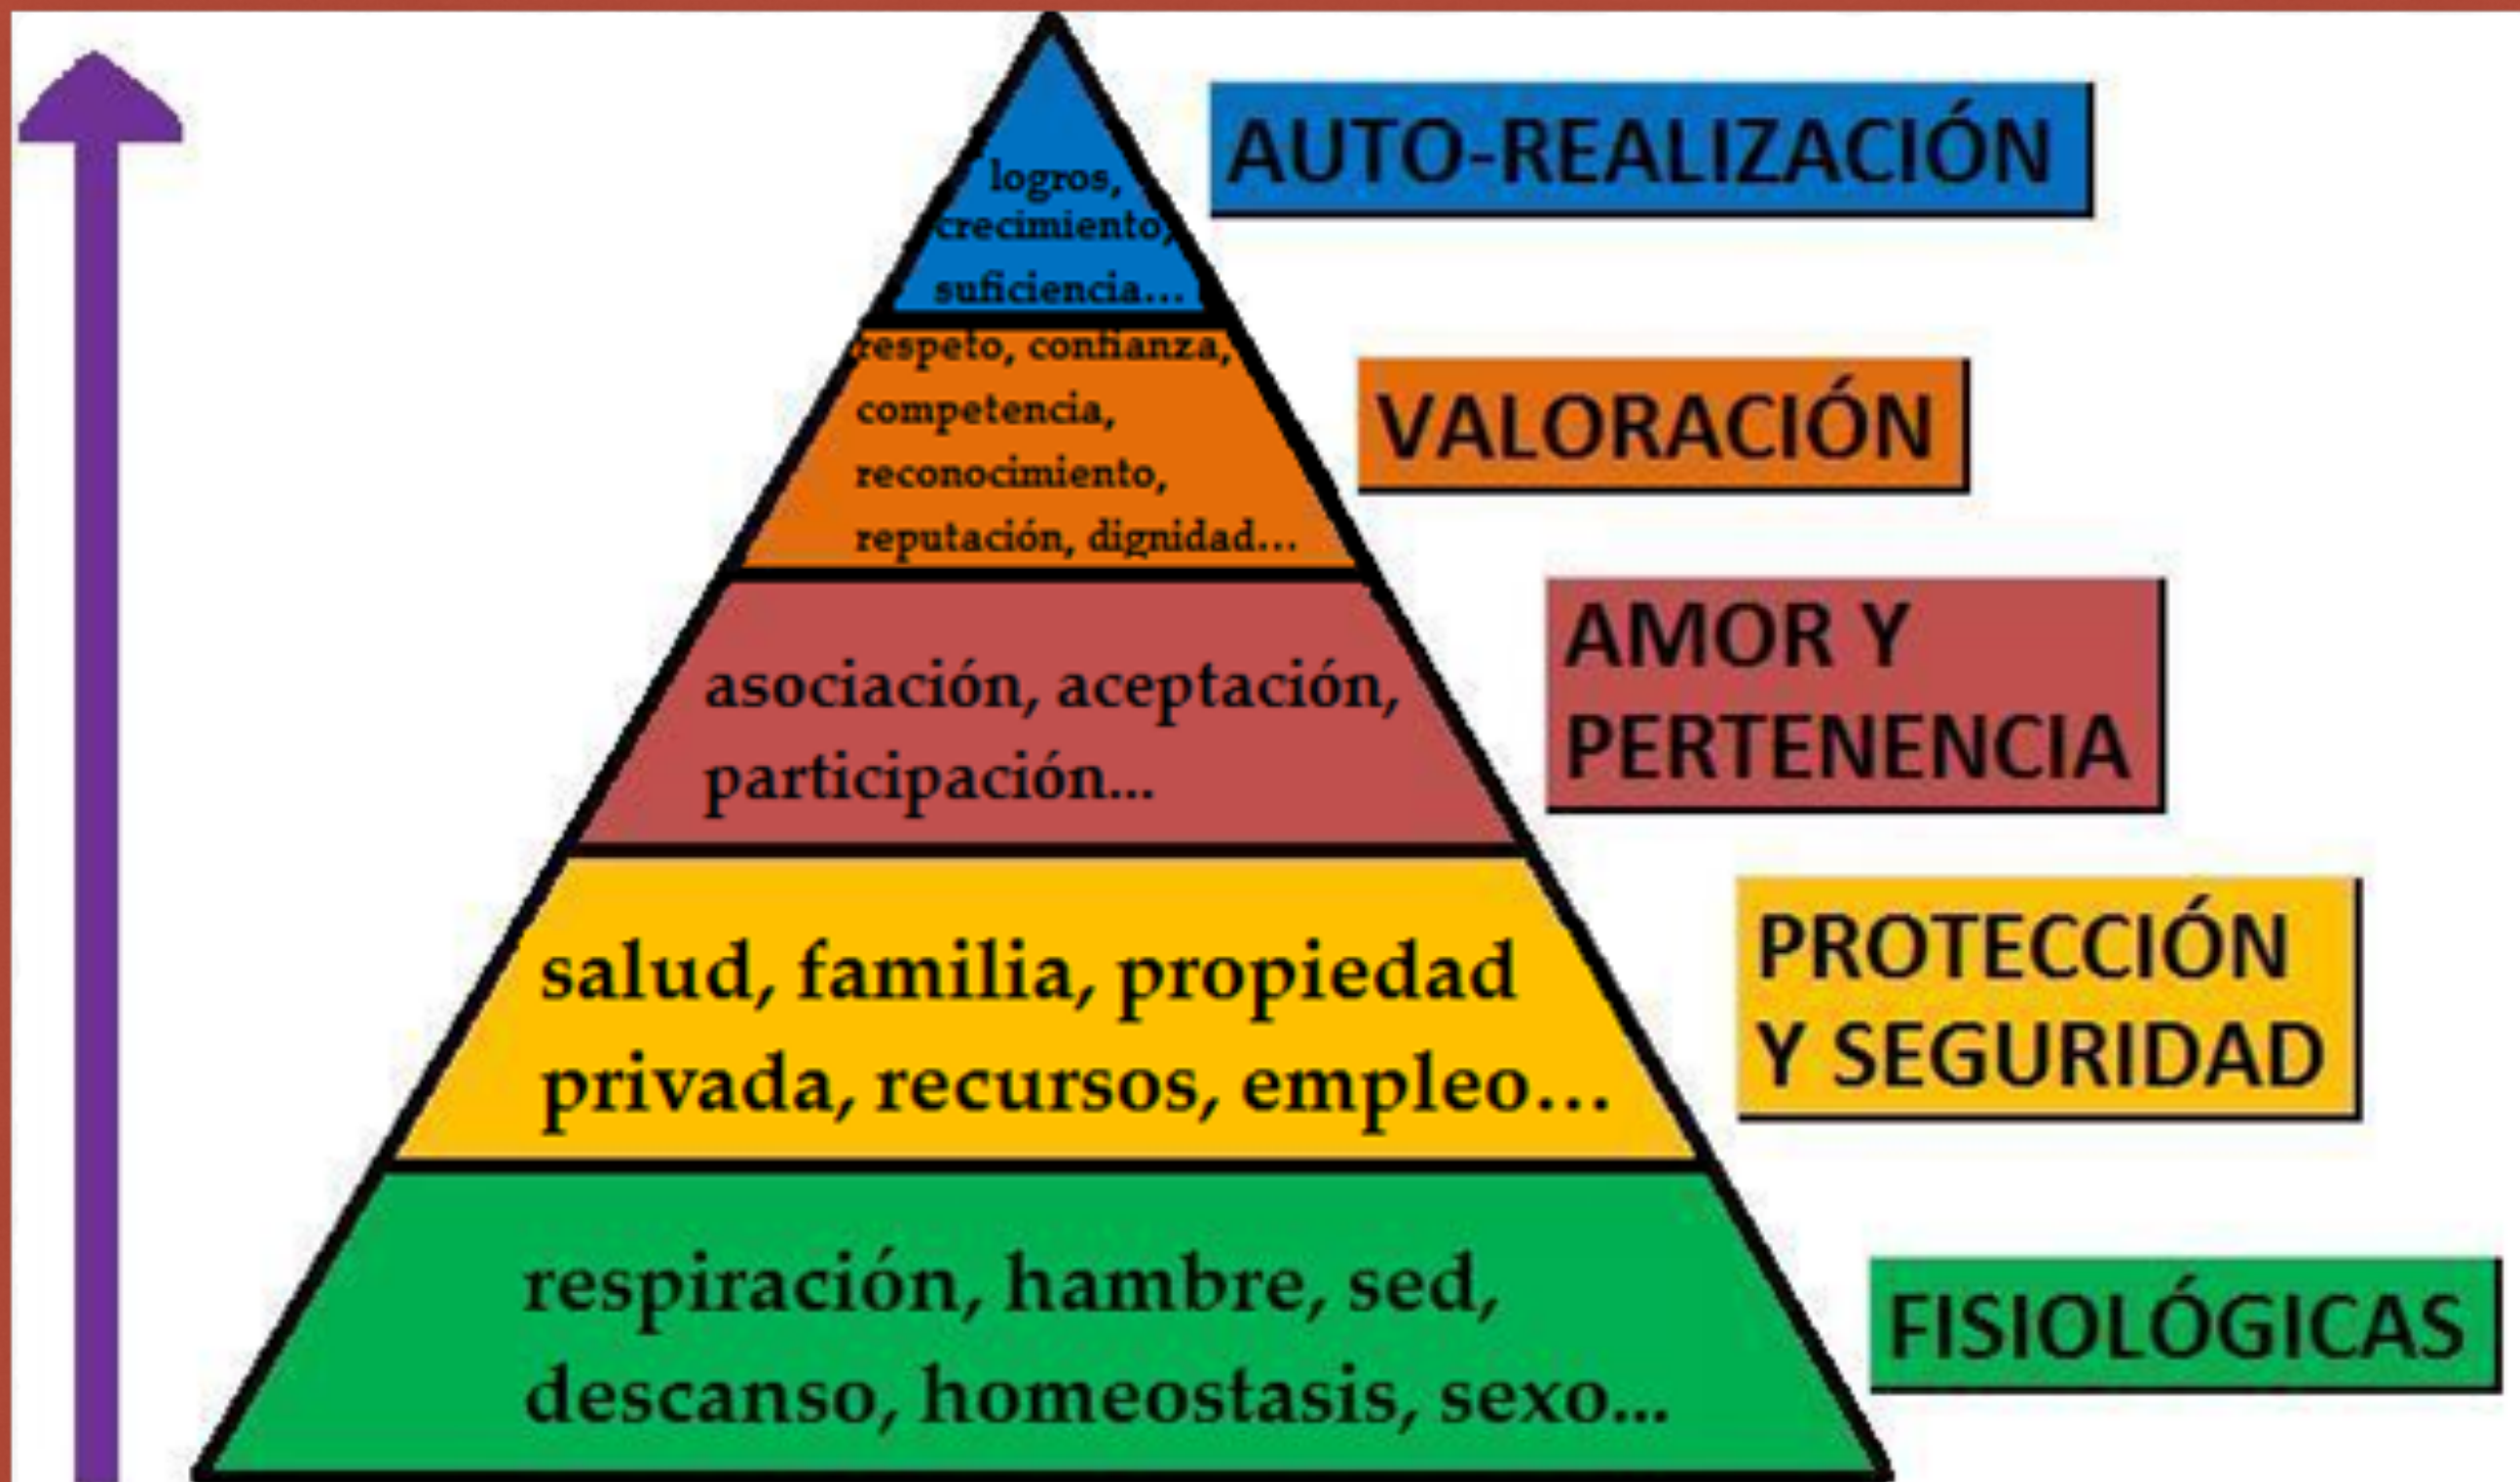 logros,
crecimiento,
suficiencia...
AUTO-REALIZACIÓN
respeto, confianza,
competencia,
reconocimiento,
reputación, dignidad...
VALORACIÓN
asociación, aceptación,
participación...
AMOR Y
PERTENENCIA
salud, familia, propiedad
privada, recursos, empleo...
PROTECCIÓN
Y SEGURIDAD
respiración, hambre, sed,
descanso, homeostasis, sexo...
FISIOLÓGICAS